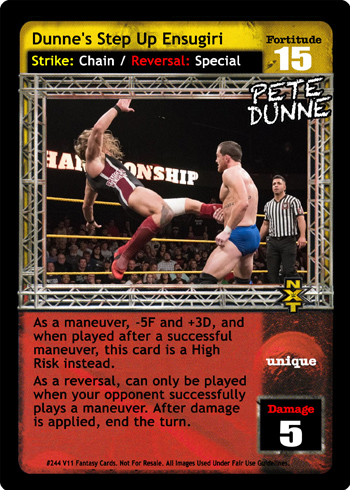 Dunne's Step Up Ensugiri
Fortitude
15
Strike: Chain / Reversal: Special
PETE
DUNNE
HAMPIONSHIP
NXT
As a maneuver, -5F and +3D, and
when played after a successful
maneuver, this card is a High
Risk instead.
unique
As a reversal, can only be played
when your opponent successfully
plays a maneuver. After damage
is applied, end the turn.
Damage
5
#244 V11 Fantasy Cards. Not For Resale. All Images Used Under Fair Use Guidelines.